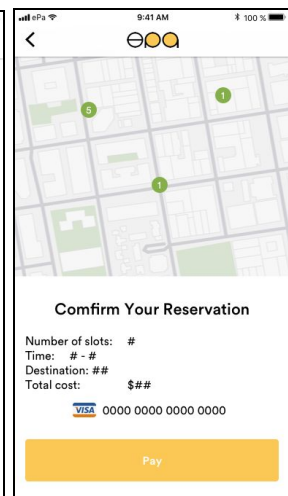 ePa 9:41 AM 100 %
epa
5
1
1
Comfirm Your Reservation
Number of slots: #
Time: # - #
Destination: ##
Total cost: $##
VISA 0000 0000 0000 0000
Pay